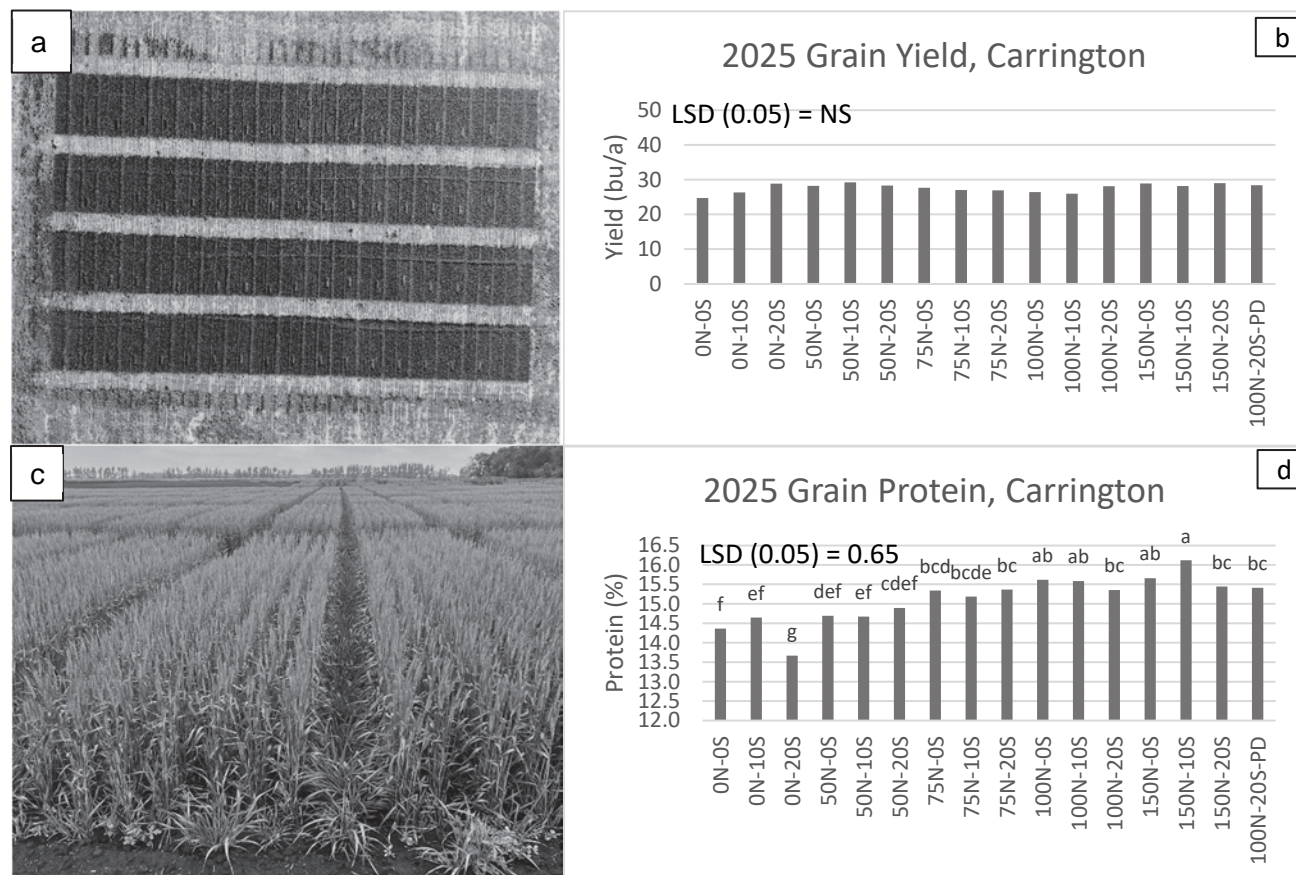 a
b
2025 Grain Yield, Carrington
LSD (0.05) = NS
Yield (bu/a)
50
40
30
20
10
0
0N-0S
0N-10S
0N-20S
50N-0S
50N-10S
50N-20S
75N-0S
75N-10S
75N-20S
100N-0S
100N-10S
100N-20S
150N-0S
150N-10S
150N-20S
100N-20S-PD
c
d
2025 Grain Protein, Carrington
LSD (0.05) = 0.65
Protein (%)
16.5
16.0
15.5
15.0
14.5
14.0
13.5
13.0
12.5
12.0
f
ef
g
def
ef
cdef
bcd
bcde
bc
ab
ab
bc
ab
a
bc
bc
0N-0S
0N-10S
0N-20S
50N-0S
50N-10S
50N-20S
75N-0S
75N-10S
75N-20S
100N-0S
100N-10S
100N-20S
150N-0S
150N-10S
150N-20S
100N-20S-PD